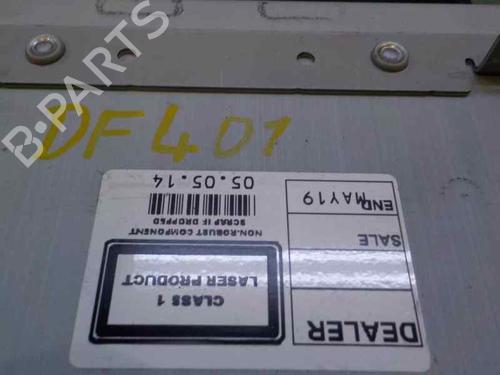 B-PARTS
DF401
DEALER
SALE
END MAY19
CLASS 1
LASER PRODUCT
NON-ROBUST COMPONENT
SCRAP IF DROPPED
05.05.14